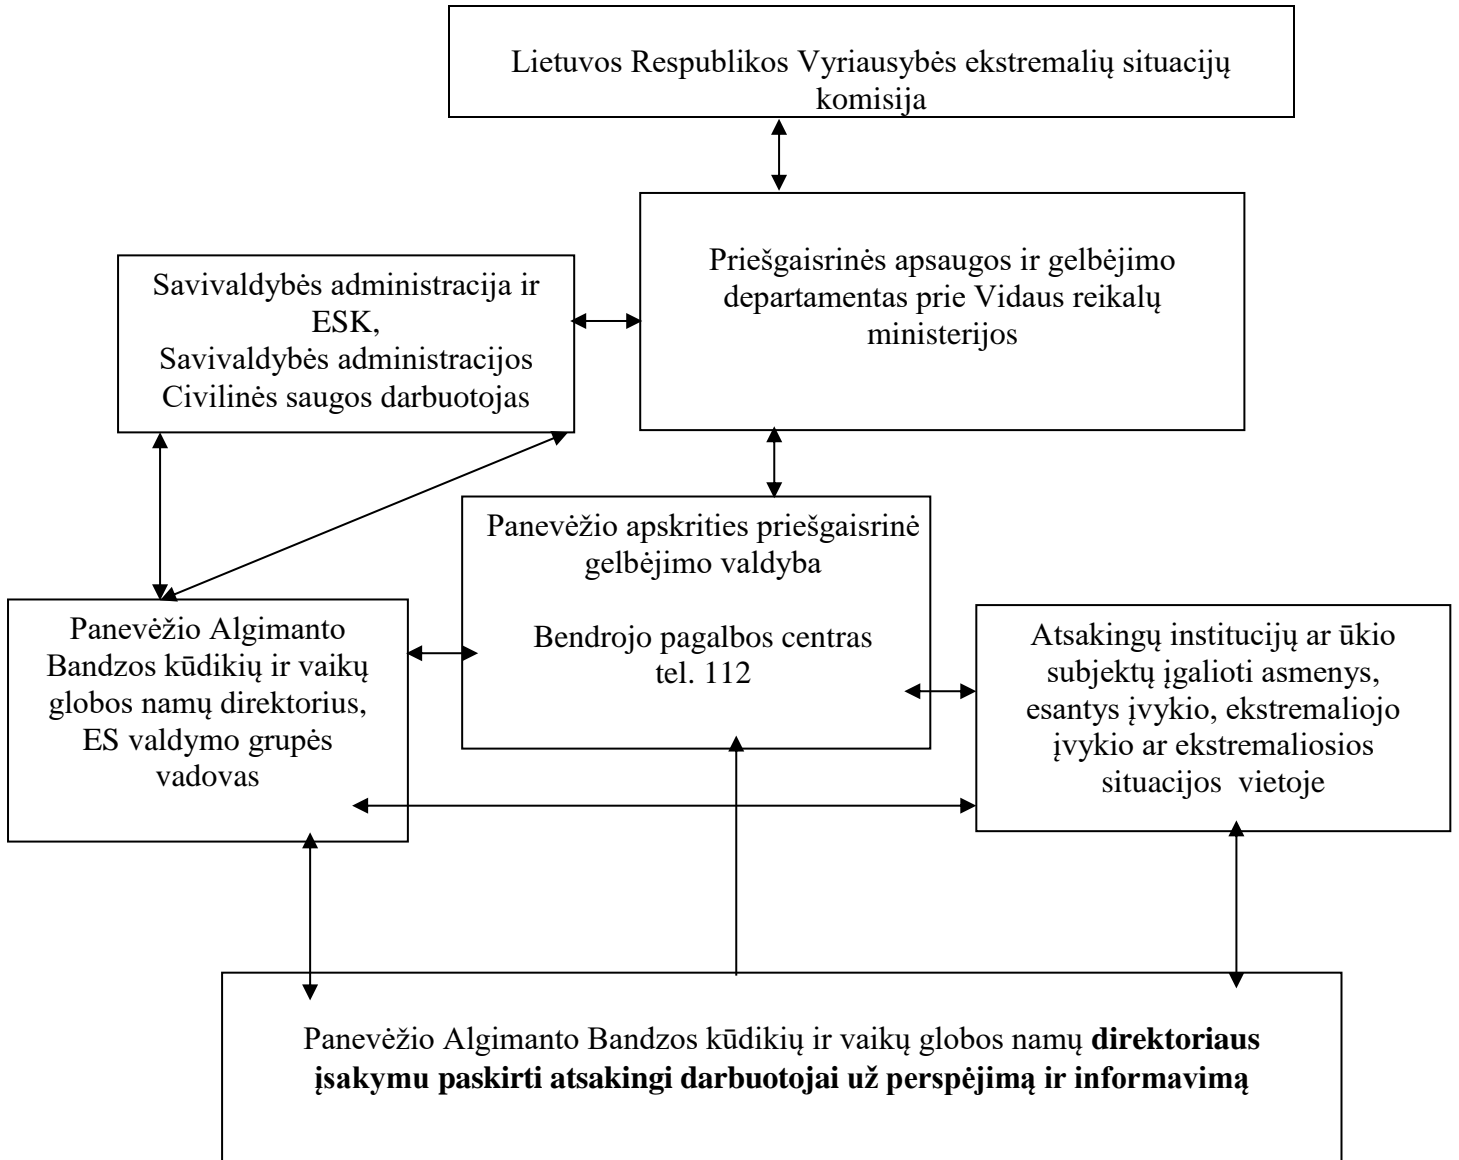 Lietuvos Respublikos Vyriausybės ekstremalių situacijų
komisija
Priešgaisrinės apsaugos ir gelbėjimo
departamentas prie Vidaus reikalų
ministerijos
Savivaldybės administracija ir
ESK,
Savivaldybės administracijos
Civilinės saugos darbuotojas
Panevėžio apskrities priešgaisrinė
gelbėjimo valdyba
Bendrojo pagalbos centras
tel. 112
Panevėžio Algimanto
Bandzos kūdikių ir vaikų
globos namų direktorius,
ES valdymo grupės
vadovas
Atsakingų institucijų ar ūkio
subjektų įgalioti asmenys,
esantys įvykio, ekstremaliojo
įvykio ar ekstremaliosios
situacijos vietoje
Panevėžio Algimanto Bandzos kūdikių ir vaikų globos namų direktoriaus
įsakymu paskirti atsakingi darbuotojai už perspėjimą ir informavimą